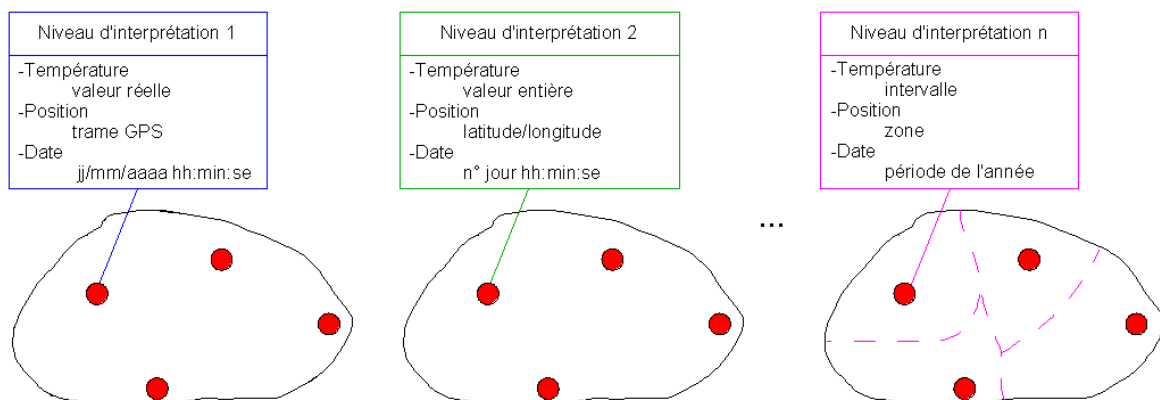 Niveau d'interprétation 1
-Température
valeur réelle
-Position
trame GPS
-Date
jj/mm/aaaa hh:min:se
Niveau d'interprétation 2
-Température
valeur entière
-Position
latitude/longitude
-Date
n° jour hh:min:se
...
Niveau d'interprétation n
-Température
intervalle
-Position
zone
-Date
période de l'année